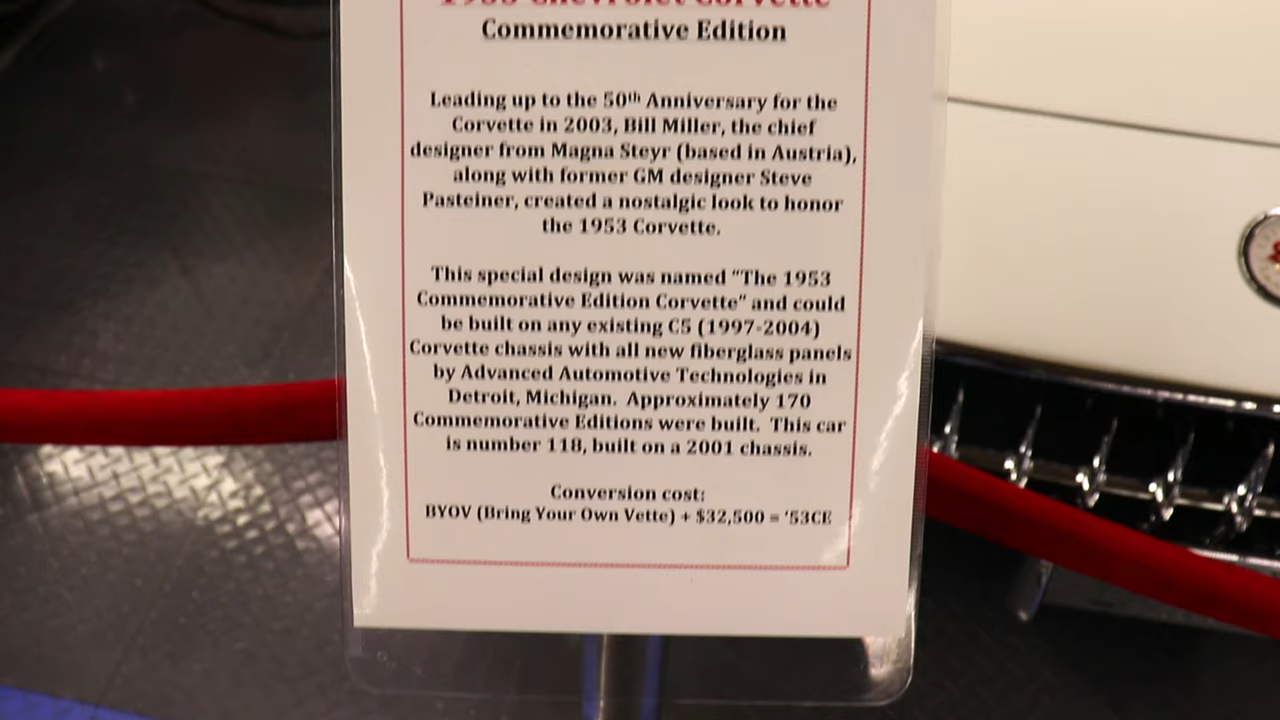 1953 Chevrolet Corvette
Commemorative Edition
Leading up to the 50th Anniversary for the
Corvette in 2003, Bill Miller, the chief
designer from Magna Steyr (based in Austria),
along with former GM designer Steve
Pasteiner, created a nostalgic look to honor
the 1953 Corvette.
This special design was named "The 1953
Commemorative Edition Corvette" and could
be built on any existing C5 (1997-2004)
Corvette chassis with all new fiberglass panels
by Advanced Automotive Technologies in
Detroit, Michigan. Approximately 170
Commemorative Editions were built. This car
is number 118, built on a 2001 chassis.
Conversion cost:
BYOV (Bring Your Own Vette) + $32,500 = '53CE